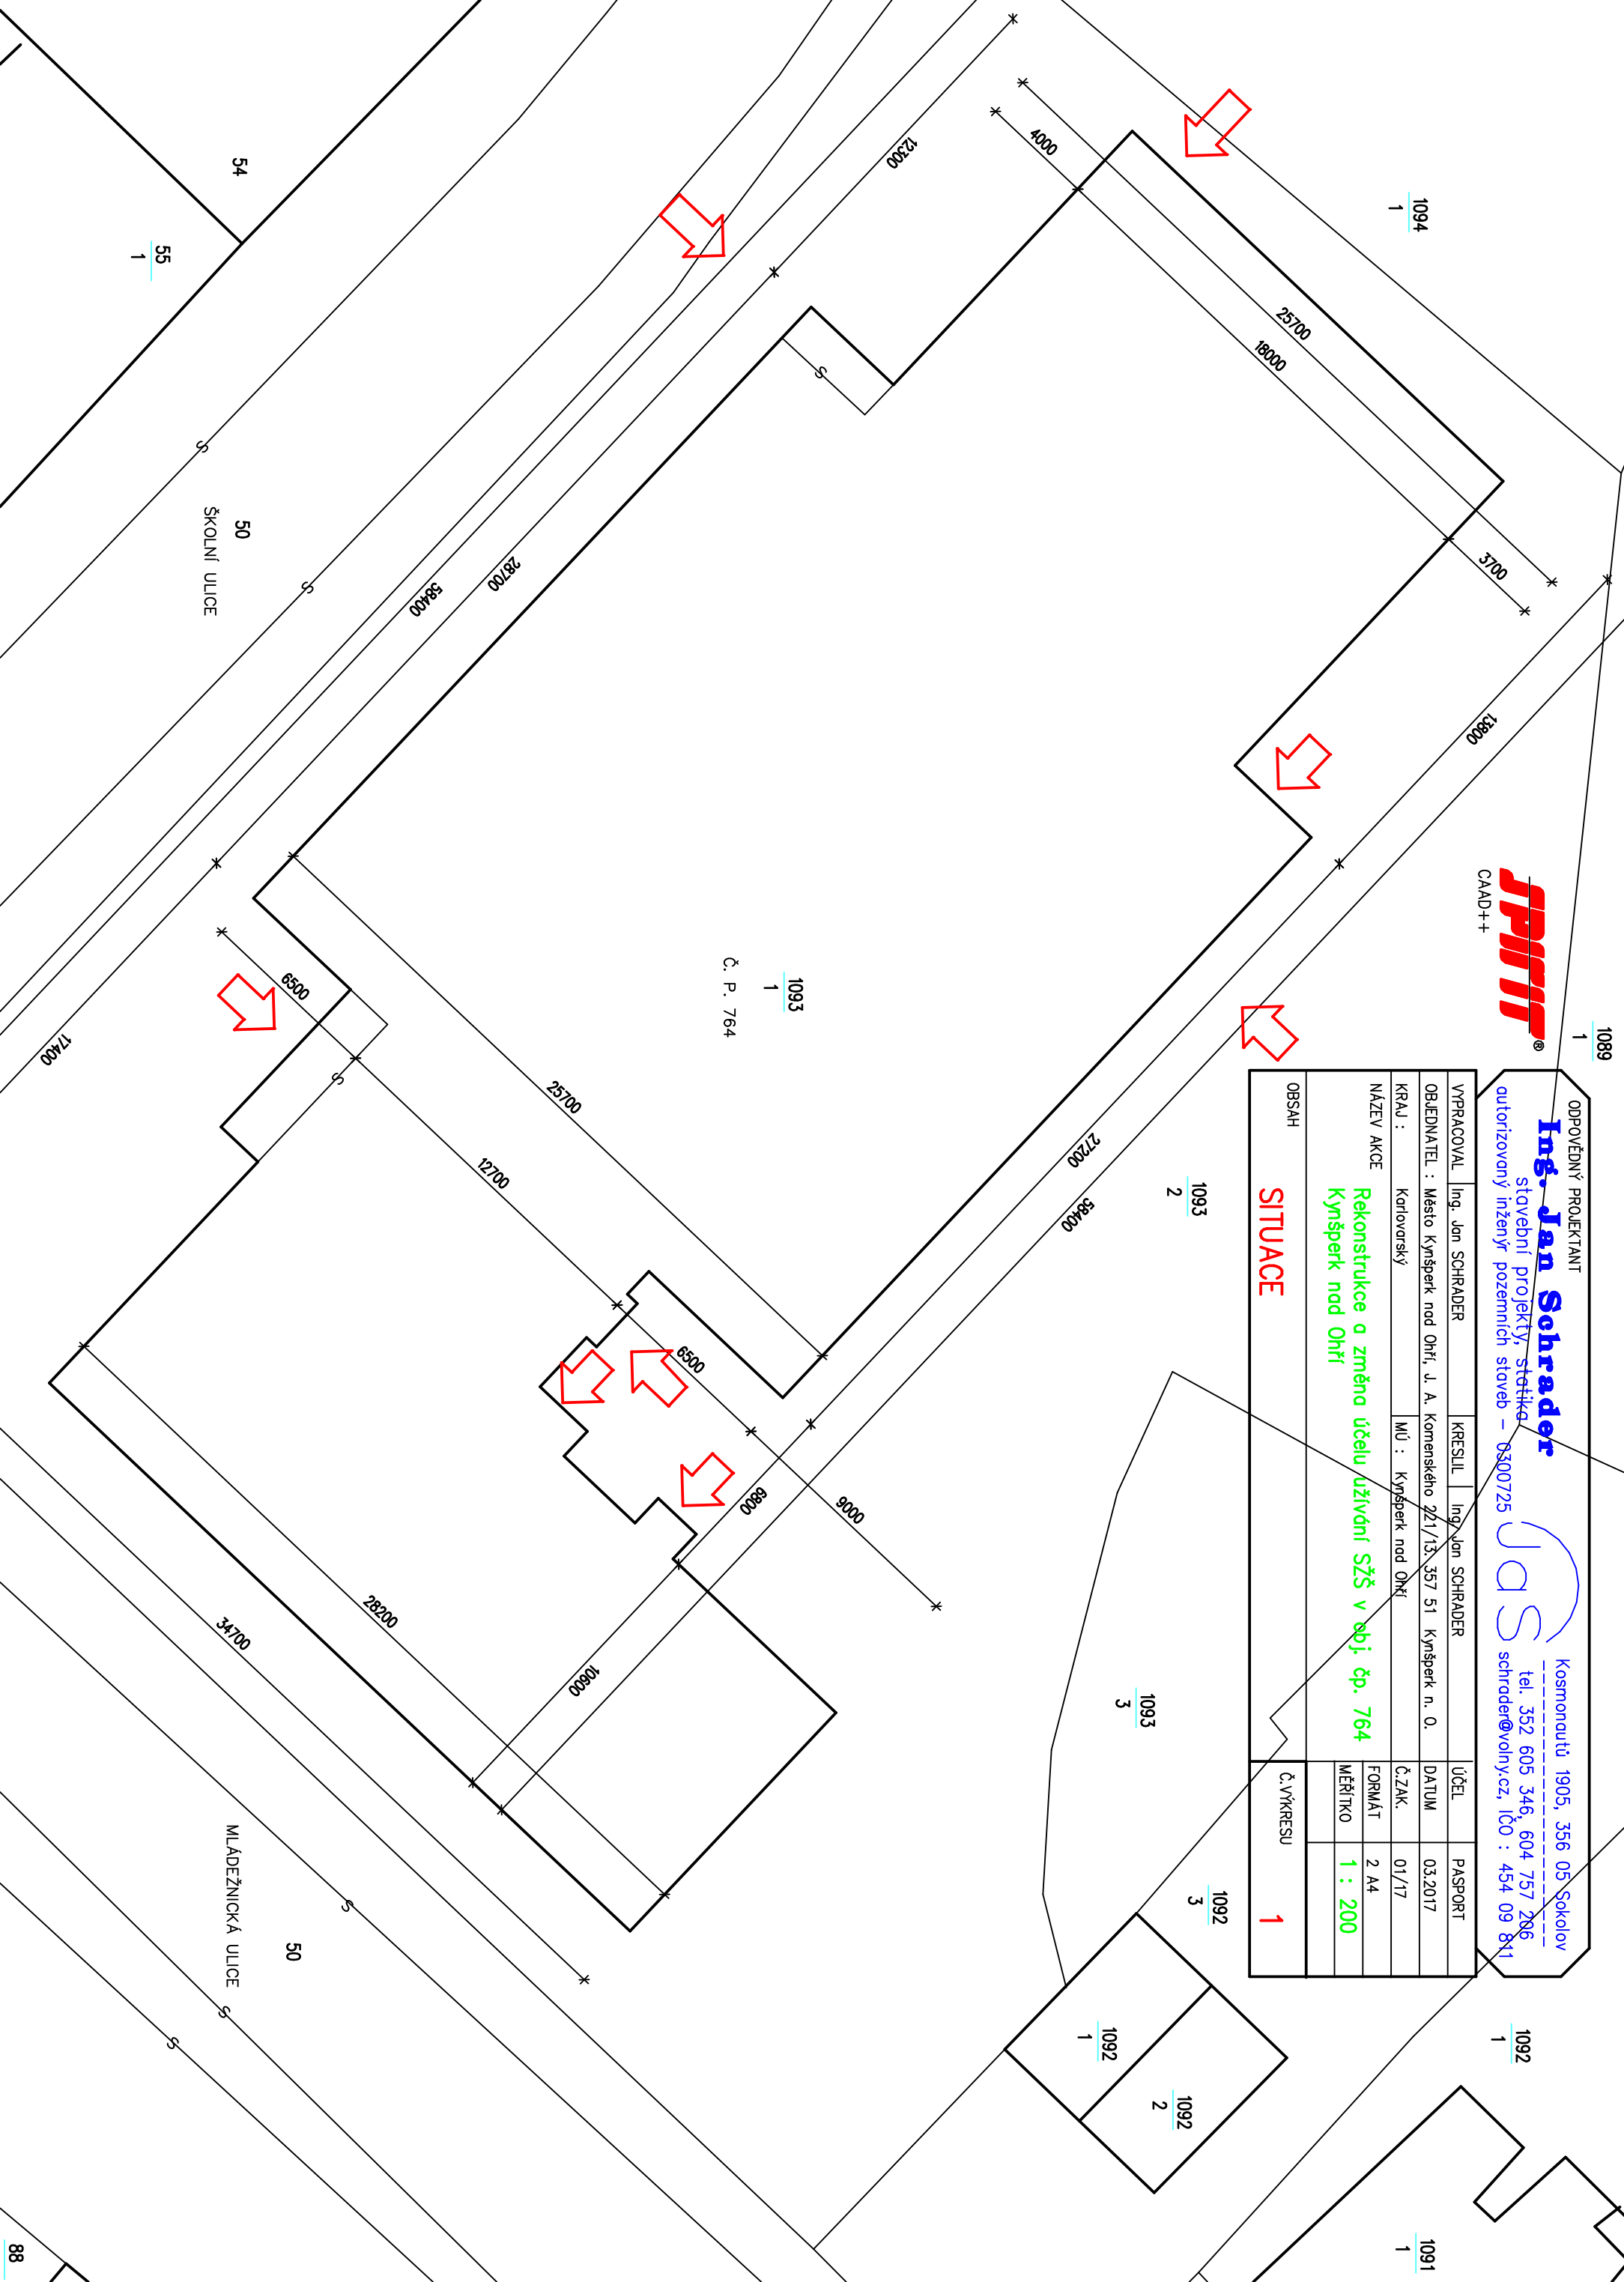 1094
1
1089
1
1093
1
Č. P. 764
1093
2
1093
3
1092
3
1092
1
1092
2
1092
1
1091
1
88
54
55
1
50
ŠKOLNÍ ULICE
50
MLÁDEŽNICKÁ ULICE
12300
4000
25700
18000
3700
13800
28700
58400
17400
6500
25700
12700
27200
58400
6500
9000
6800
10600
28200
34700
S
S
S
S
S
S
S
SPIRIT®
CAAD++
ODPOVĚDNÝ PROJEKTANT
Ing. Jan Schrader
stavební projekty, statika
autorizovaný inženýr pozemních staveb – 0300725
JaS
Kosmonautů 1905, 356 05 Sokolov
tel. 352 605 346, 604 757 206
schrader@volny.cz, IČO : 454 09 811
VYPRACOVAL Ing. Jan SCHRADER KRESLIL Ing. Jan SCHRADER ÚČEL PASPORT
OBJEDNATEL : Město Kynšperk nad Ohří, J. A. Komenského 221/13, 357 51 Kynšperk n. O. DATUM 03.2017
KRAJ : Karlovarský MÚ : Kynšperk nad Ohří Č.ZAK. 01/17
NÁZEV AKCE FORMÁT 2 A4
Rekonstrukce a změna účelu užívání SZŠ v obj. čp. 764 MĚŘÍTKO 1 : 200
Kynšperk nad Ohří
OBSAH SITUACE Č.VÝKRESU 1